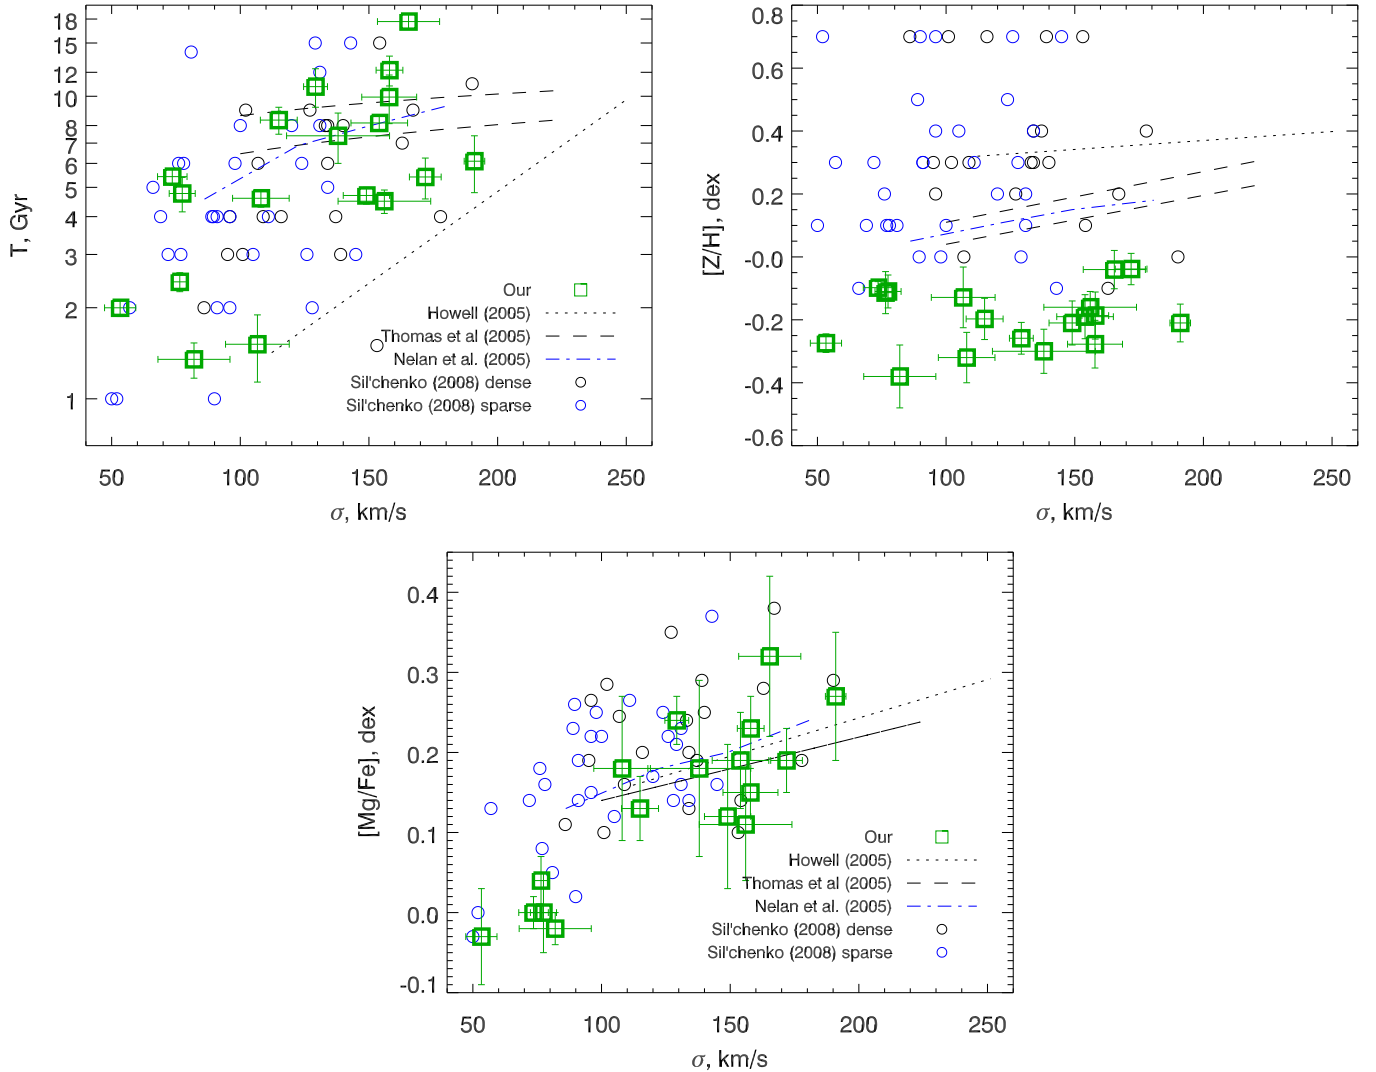 18
15
12
10
8
7
6
5
4
3
2
1
T, Gyr
Our
Howell (2005)
Thomas et al (2005)
Nelan et al. (2005)
Sil'chenko (2008) dense
Sil'chenko (2008) sparse
50 100 150 200 250
σ, km/s
0.8
0.6
0.4
0.2
-0.0
-0.2
-0.4
-0.6
[Z/H], dex
50 100 150 200 250
σ, km/s
0.4
0.3
0.2
0.1
0.0
-0.1
[Mg/Fe], dex
Our
Howell (2005)
Thomas et al (2005)
Nelan et al. (2005)
Sil'chenko (2008) dense
Sil'chenko (2008) sparse
50 100 150 200 250
σ, km/s